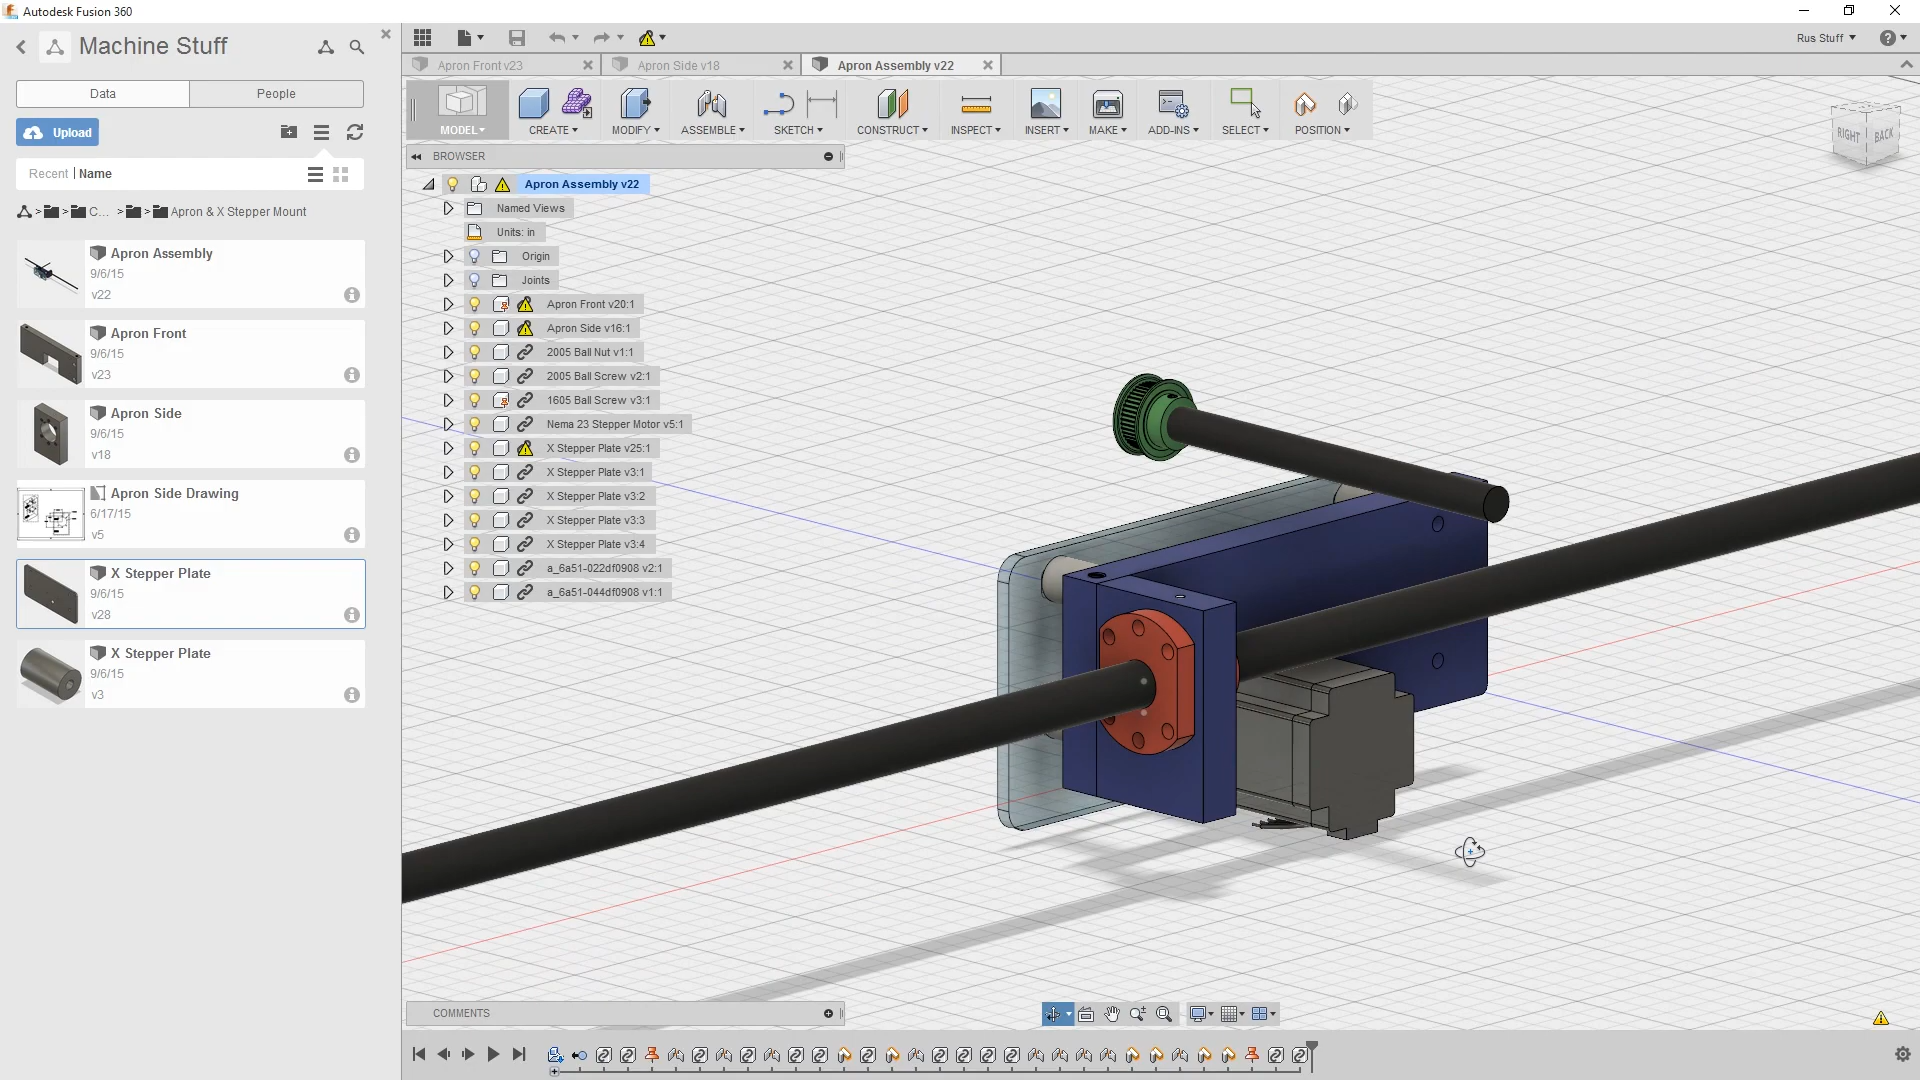 Autodesk Fusion 360
Machine Stuff
Data
People
Upload
Recent | Name
> > C... > > Apron & X Stepper Mount
Apron Assembly
9/6/15
v22
Apron Front
9/6/15
v23
Apron Side
9/6/15
v18
Apron Side Drawing
6/17/15
v5
X Stepper Plate
9/6/15
v28
X Stepper Plate
9/6/15
v3
Rus Stuff
Apron Front v23
Apron Side v18
Apron Assembly v22
MODEL
CREATE
MODIFY
ASSEMBLE
SKETCH
CONSTRUCT
INSPECT
INSERT
MAKE
ADD-INS
SELECT
POSITION
RIGHT
BACK
BROWSER
Apron Assembly v22
Named Views
Units: in
Origin
Joints
Apron Front v20:1
Apron Side v16:1
2005 Ball Nut v1:1
2005 Ball Screw v2:1
1605 Ball Screw v3:1
Nema 23 Stepper Motor v5:1
X Stepper Plate v25:1
X Stepper Plate v3:1
X Stepper Plate v3:2
X Stepper Plate v3:3
X Stepper Plate v3:4
a_6a51-022df0908 v2:1
a_6a51-044df0908 v1:1
COMMENTS